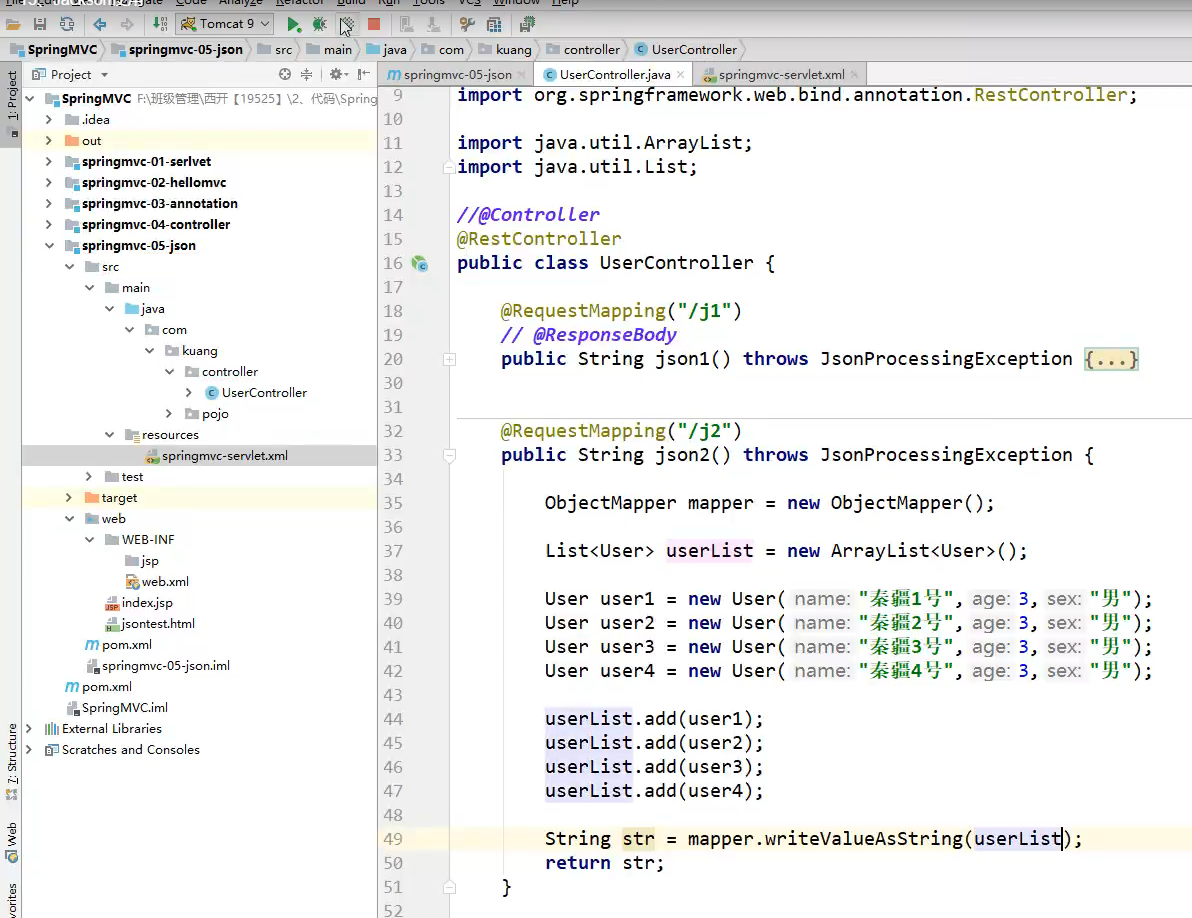 Refactor Build Run Tools VCS Window Help
Tomcat 9
SpringMVC springmvc-05-json src main java com kuang controller UserController
1: Project
7: Structure
Web
Project
SpringMVC F:\班级管理\西开【19525】\2、代码\Spring
.idea
out
springmvc-01-serlvet
springmvc-02-hellomvc
springmvc-03-annotation
springmvc-04-controller
springmvc-05-json
src
main
java
com
kuang
controller
UserController
pojo
resources
springmvc-servlet.xml
test
target
web
WEB-INF
jsp
web.xml
index.jsp
jsontest.html
pom.xml
springmvc-05-json.iml
pom.xml
SpringMVC.iml
External Libraries
Scratches and Consoles
springmvc-05-json UserController.java springmvc-servlet.xml
9 import org.springframework.web.bind.annotation.RestController;
10
11 import java.util.ArrayList;
12 import java.util.List;
13
14 //@Controller
15 @RestController
16 public class UserController {
17
18 @RequestMapping("/j1")
19 // @ResponseBody
20 public String json1() throws JsonProcessingException {...}
30
31
32 @RequestMapping("/j2")
33 public String json2() throws JsonProcessingException {
34
35 ObjectMapper mapper = new ObjectMapper();
36
37 List<User> userList = new ArrayList<User>();
38
39 User user1 = new User( name: "秦疆1号", age: 3, sex: "男");
40 User user2 = new User( name: "秦疆2号", age: 3, sex: "男");
41 User user3 = new User( name: "秦疆3号", age: 3, sex: "男");
42 User user4 = new User( name: "秦疆4号", age: 3, sex: "男");
43
44 userList.add(user1);
45 userList.add(user2);
46 userList.add(user3);
47 userList.add(user4);
48
49 String str = mapper.writeValueAsString(userList);
50 return str;
51 }
52